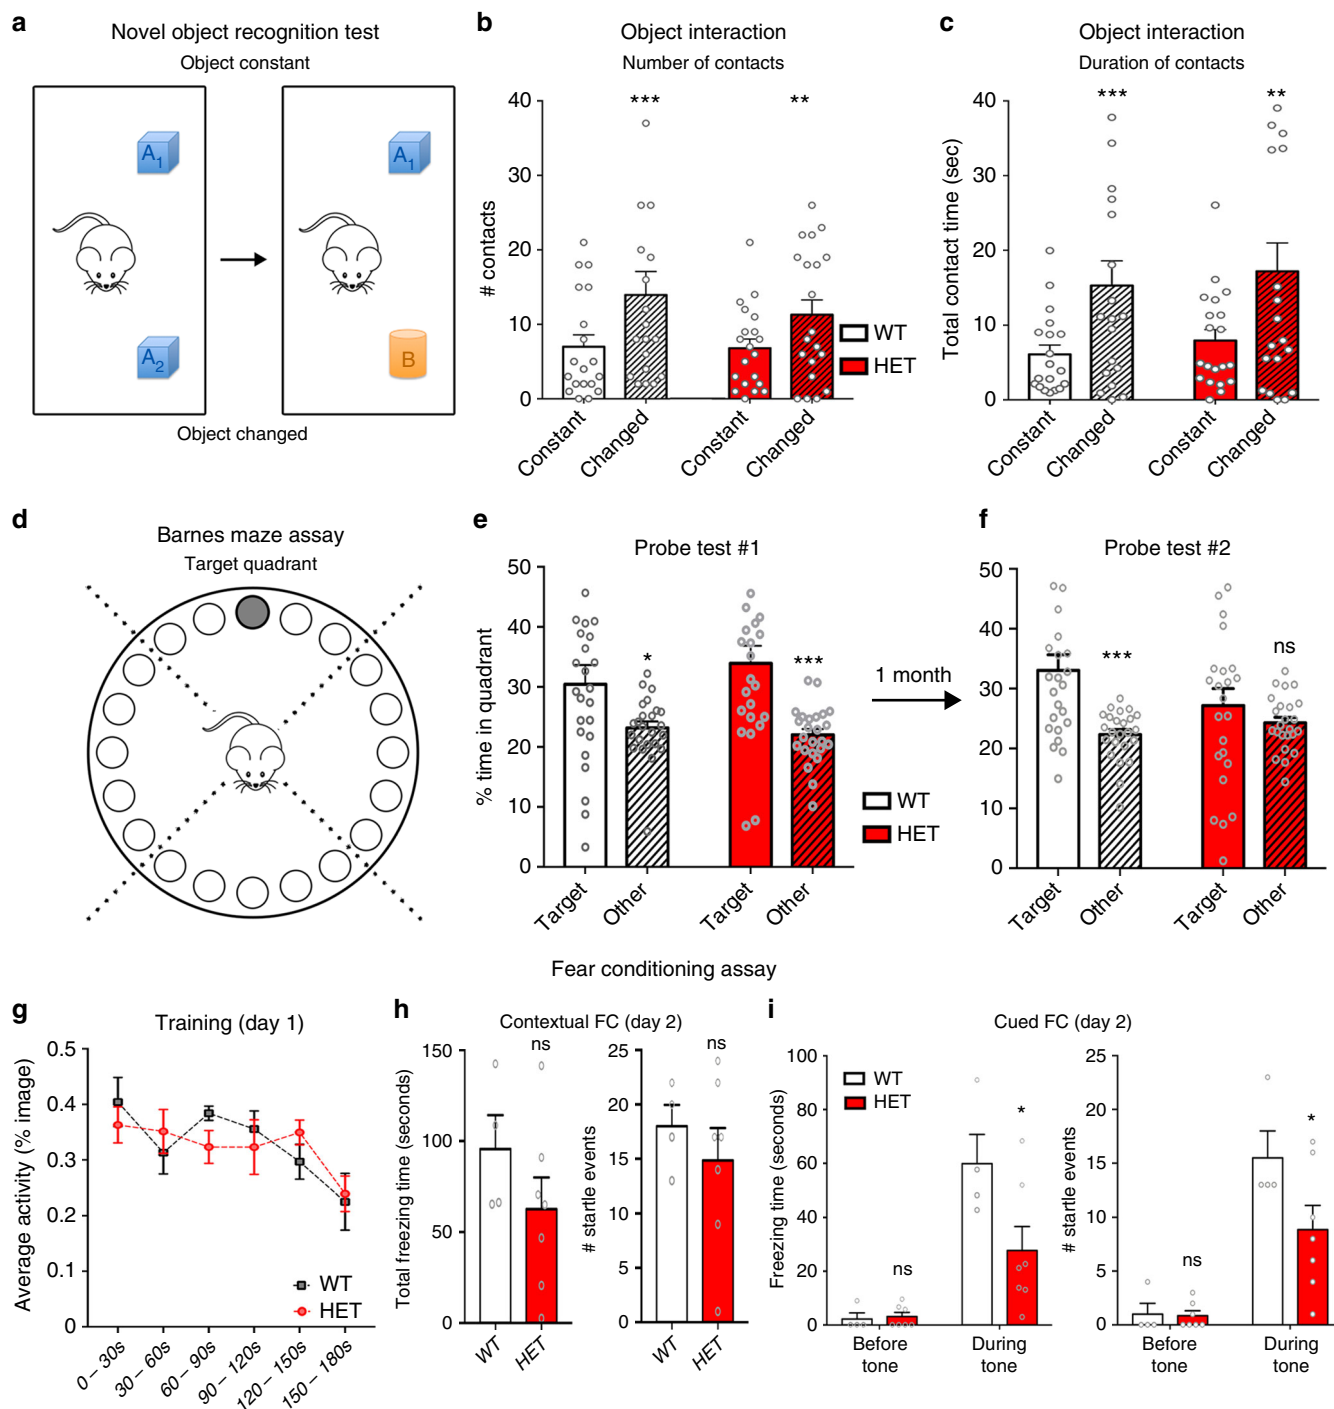 a
Novel object recognition test
Object constant
A1
A1
A2
B
Object changed
b
Object interaction
Number of contacts
# contacts
40
30
20
10
0
***
**
WT
HET
Constant
Changed
Constant
Changed
c
Object interaction
Duration of contacts
Total contact time (sec)
40
30
20
10
0
***
**
Constant
Changed
Constant
Changed
d
Barnes maze assay
Target quadrant
e
Probe test #1
% time in quadrant
50
40
30
20
10
0
*
***
Target
Other
Target
Other
1 month
WT
HET
f
Probe test #2
50
40
30
20
10
0
***
ns
Target
Other
Target
Other
Fear conditioning assay
g
Training (day 1)
Average activity (% image)
0.5
0.4
0.3
0.2
0.1
0
WT
HET
0 – 30s
30 – 60s
60 – 90s
90 – 120s
120 – 150s
150 – 180s
h
Contextual FC (day 2)
Total freezing time (seconds)
150
100
50
0
ns
WT
HET
# startle events
25
20
15
10
5
0
ns
WT
HET
i
Cued FC (day 2)
Freezing time (seconds)
100
80
60
40
20
0
WT
HET
ns
*
Before tone
During tone
# startle events
25
20
15
10
5
0
ns
*
Before tone
During tone